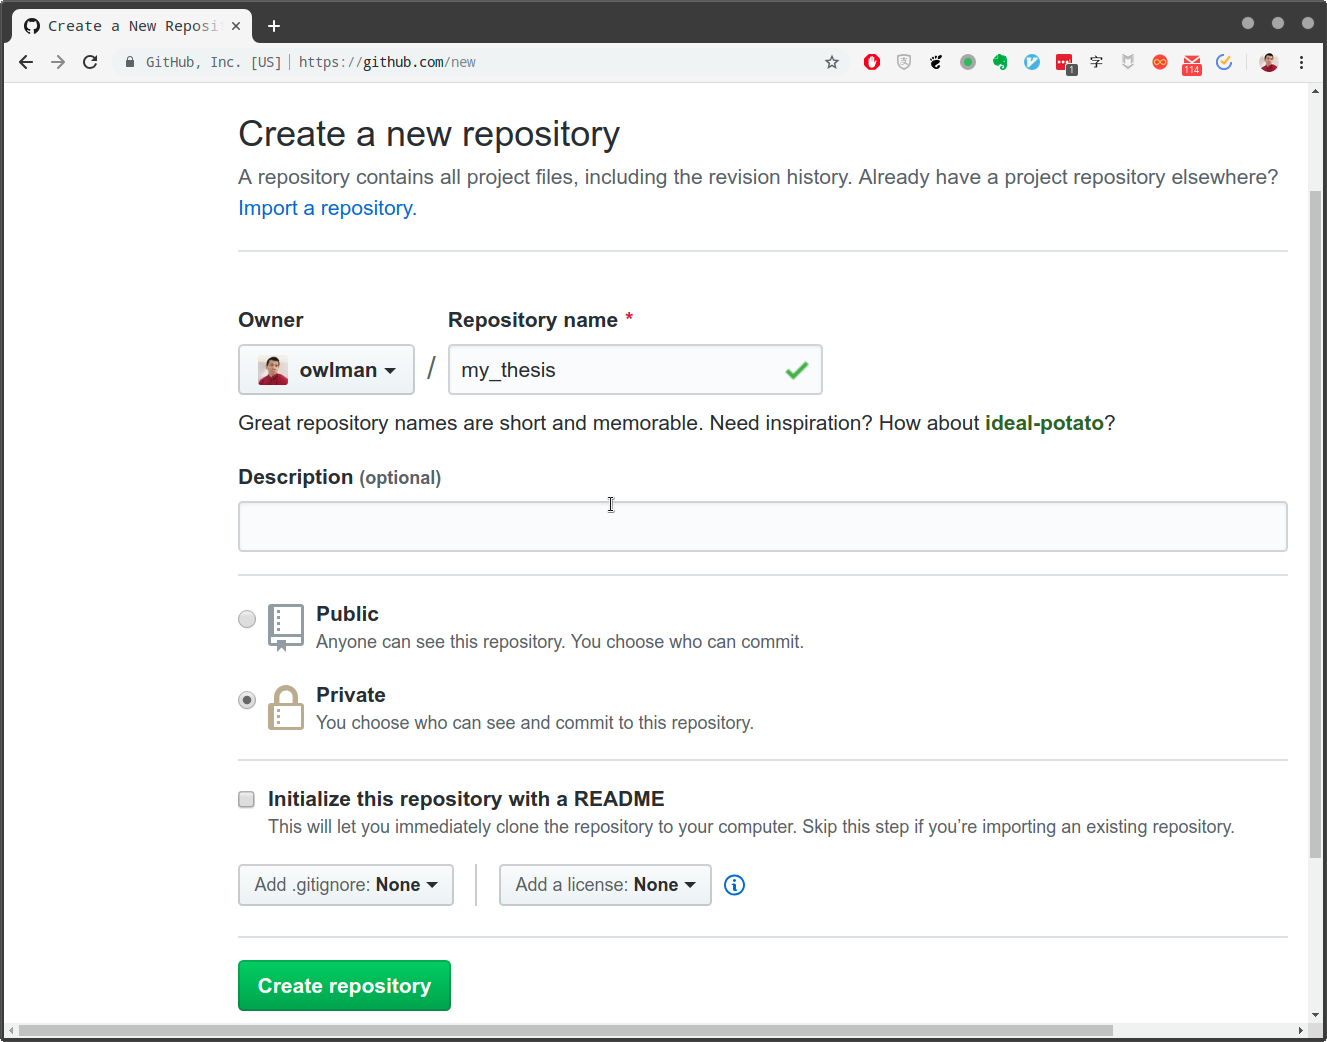 Create a New Reposi
GitHub, Inc. [US] https://github.com/new
1
字
114
Create a new repository
A repository contains all project files, including the revision history. Already have a project repository elsewhere?
Import a repository.
Owner Repository name *
owlman / my_thesis
Great repository names are short and memorable. Need inspiration? How about ideal-potato?
Description (optional)
Public
Anyone can see this repository. You choose who can commit.
Private
You choose who can see and commit to this repository.
Initialize this repository with a README
This will let you immediately clone the repository to your computer. Skip this step if you’re importing an existing repository.
Add .gitignore: None Add a license: None
Create repository